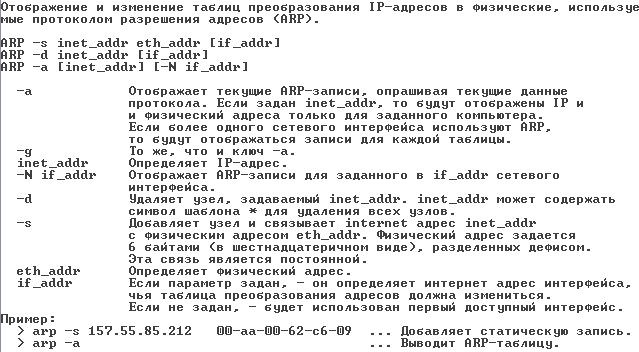 Отображение и изменение таблиц преобразования IP-адресов в физические, используе
мые протоколом разрешения адресов (ARP).
ARP -s inet_addr eth_addr [if_addr]
ARP -d inet_addr [if_addr]
ARP -a [inet_addr] [-N if_addr]
-a Отображает текущие ARP-записи, опрашивая текущие данные
протокола. Если задан inet_addr, то будут отображены IP и
и физический адреса только для заданного компьютера.
Если более одного сетевого интерфейса используют ARP,
то будут отображаться записи для каждой таблицы.
-g То же, что и ключ -a.
inet_addr Определяет IP-адрес.
-N if_addr Отображает ARP-записи для заданного в if_addr сетевого
интерфейса.
-d Удаляет узел, задаваемый inet_addr. inet_addr может содержать
символ шаблона * для удаления всех узлов.
-s Добавляет узел и связывает internet адрес inet_addr
с физическим адресом eth_addr. Физический адрес задается
6 байтами (в шестнадцатеричном виде), разделенных дефисом.
Эта связь является постоянной.
eth_addr Определяет физический адрес.
if_addr Если параметр задан, - он определяет интернет адрес интерфейса,
чья таблица преобразования адресов должна измениться.
Если не задан, - будет использован первый доступный интерфейс.
Пример:
> arp -s 157.55.85.212 00-aa-00-62-c6-09 ... Добавляет статическую запись.
> arp -a ... Выводит ARP-таблицу.